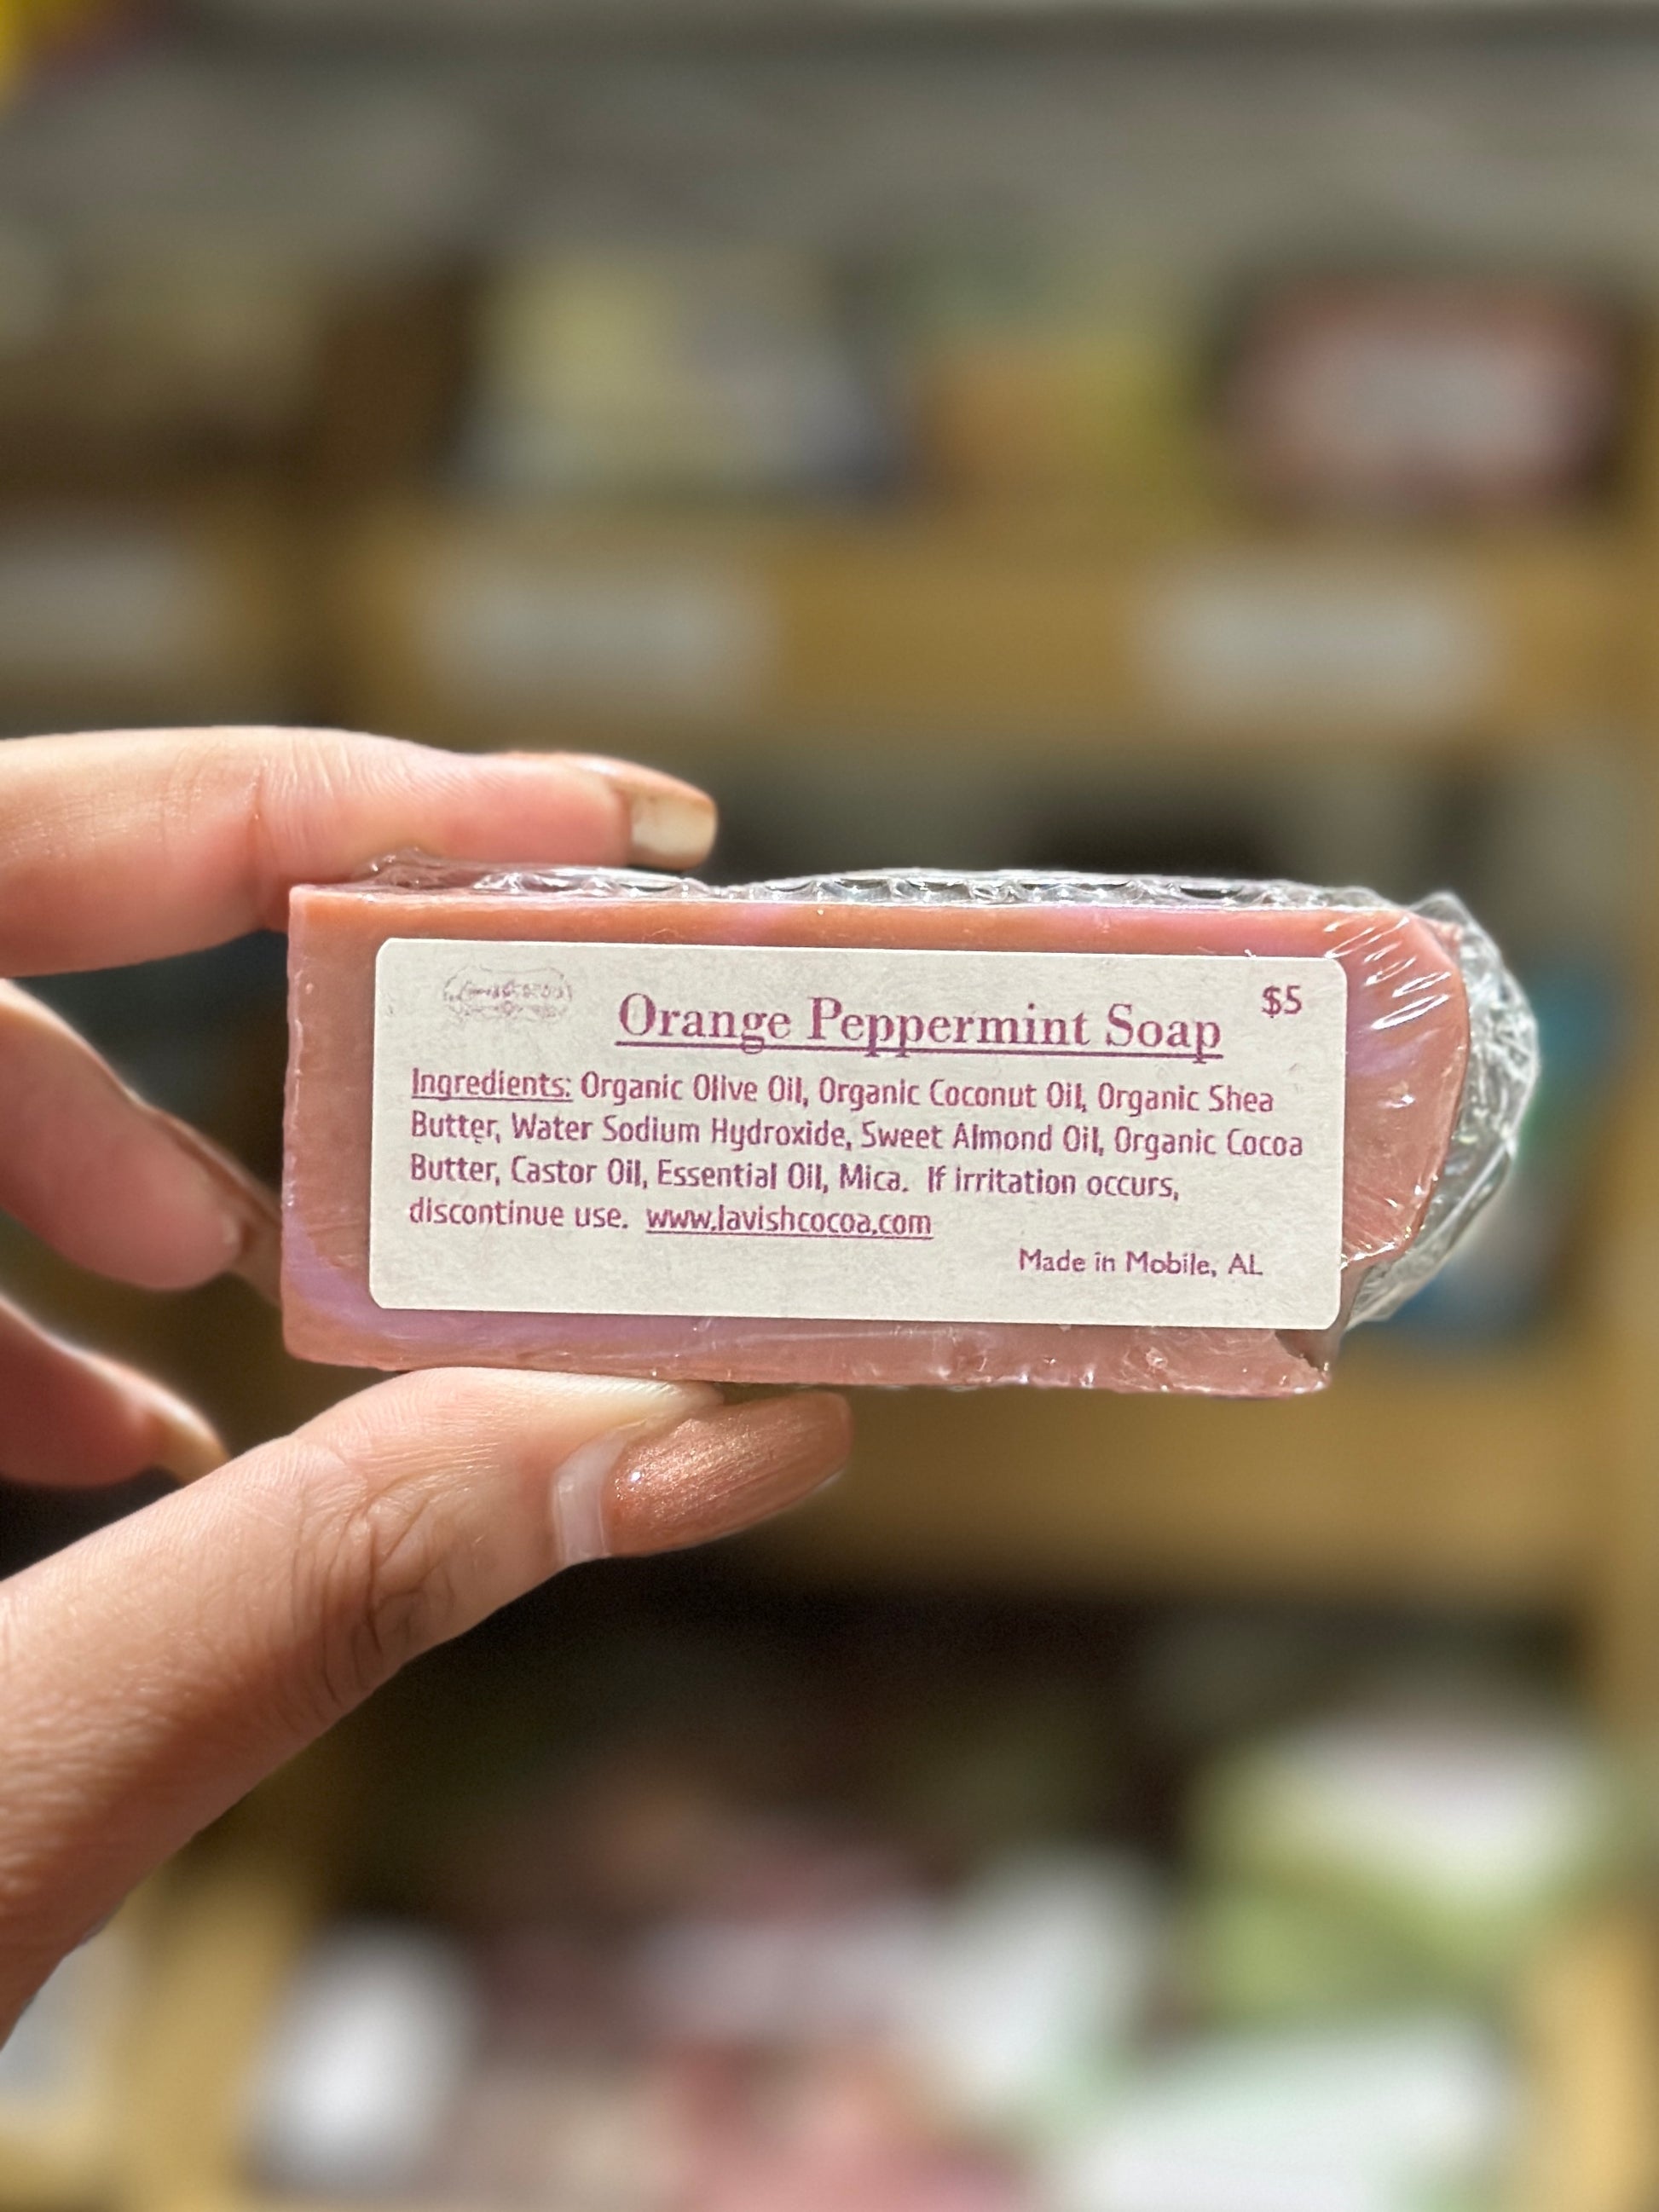 Orange Peppermint Soap
$5
Ingredients: Organic Olive Oil, Organic Coconut Oil, Organic Shea
Butter, Water Sodium Hydroxide, Sweet Almond Oil, Organic Cocoa
Butter, Castor Oil, Essential Oil, Mica. If irritation occurs,
discontinue use. www.lavishcocoa.com
Made in Mobile, AL